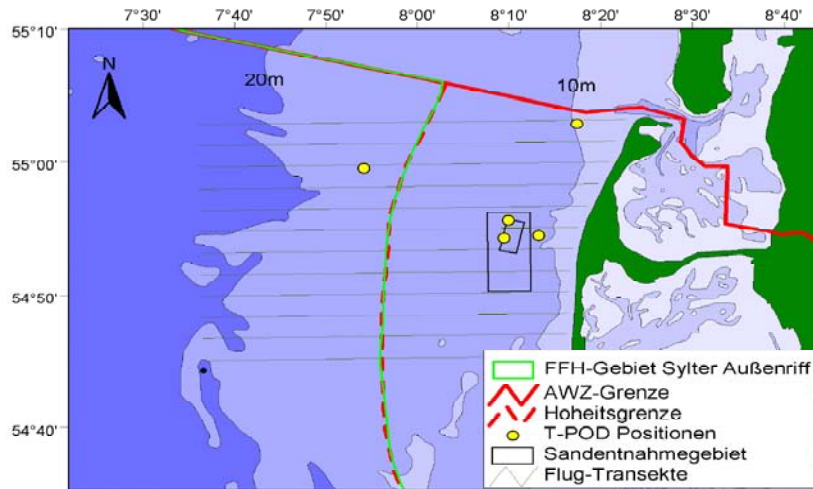 7°30' 7°40' 7°50' 8°00' 8°10' 8°20' 8°30' 8°40'
55°10'
N
20m
10m
55°00'
54°50'
54°40'
FFH-Gebiet Sylter Außenriff
AWZ-Grenze
Hoheitsgrenze
T-POD Positionen
Sandentnahmegebiet
Flug-Transekte